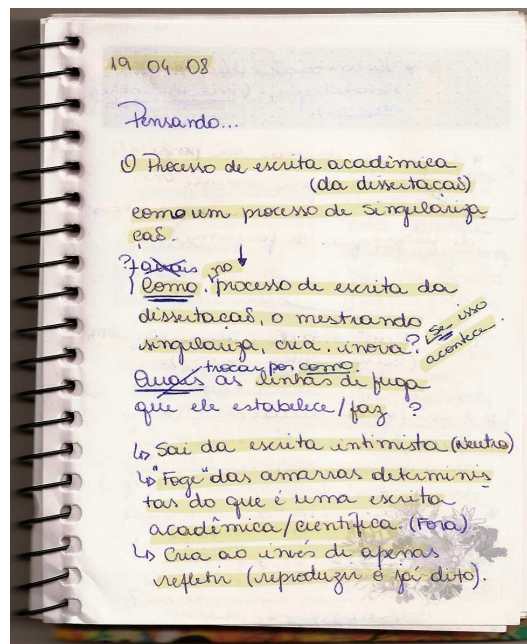 19 04 08
Pensando...
O Processo de escrita acadêmica
(da dissertação)
como um processo de singulariza
ção.
? Quais no
Como processo de escrita da
dissertação, o mestrando
singulariza, cria, inova? Se isso
acontece.
trocar por como.
Quais as linhas de fuga
que ele estabelece/faz ?
↳ Sai da escrita intimista (Neutro)
↳ "Foge" das amarras determinis
tas do que é uma escrita
acadêmica/científica. (Fora)
↳ Cria ao invés de apenas
refletir (reproduzir o já dito).